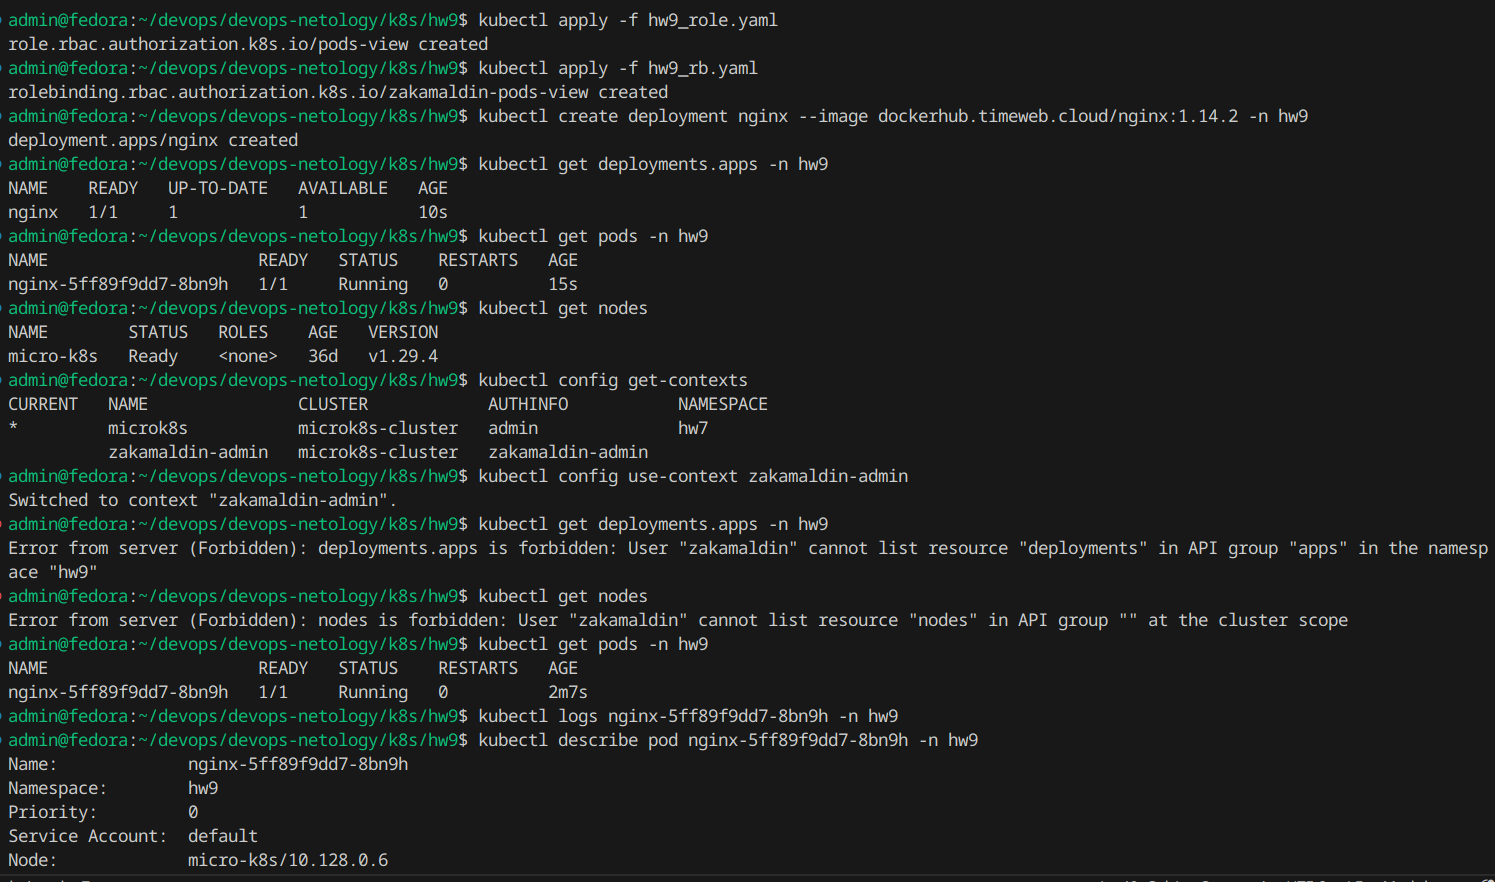 admin@fedora:~/devops/devops-netology/k8s/hw9$ kubectl apply -f hw9_role.yaml
role.rbac.authorization.k8s.io/pods-view created
admin@fedora:~/devops/devops-netology/k8s/hw9$ kubectl apply -f hw9_rb.yaml
rolebinding.rbac.authorization.k8s.io/zakamaldin-pods-view created
admin@fedora:~/devops/devops-netology/k8s/hw9$ kubectl create deployment nginx --image dockerhub.timeweb.cloud/nginx:1.14.2 -n hw9
deployment.apps/nginx created
admin@fedora:~/devops/devops-netology/k8s/hw9$ kubectl get deployments.apps -n hw9
NAME    READY   UP-TO-DATE   AVAILABLE   AGE
nginx   1/1     1            1           10s
admin@fedora:~/devops/devops-netology/k8s/hw9$ kubectl get pods -n hw9
NAME                     READY   STATUS    RESTARTS   AGE
nginx-5ff89f9dd7-8bn9h   1/1     Running   0          15s
admin@fedora:~/devops/devops-netology/k8s/hw9$ kubectl get nodes
NAME        STATUS   ROLES    AGE   VERSION
micro-k8s   Ready    <none>   36d   v1.29.4
admin@fedora:~/devops/devops-netology/k8s/hw9$ kubectl config get-contexts
CURRENT   NAME               CLUSTER            AUTHINFO           NAMESPACE
*         microk8s           microk8s-cluster   admin              hw7
          zakamaldin-admin   microk8s-cluster   zakamaldin-admin
admin@fedora:~/devops/devops-netology/k8s/hw9$ kubectl config use-context zakamaldin-admin
Switched to context "zakamaldin-admin".
admin@fedora:~/devops/devops-netology/k8s/hw9$ kubectl get deployments.apps -n hw9
Error from server (Forbidden): deployments.apps is forbidden: User "zakamaldin" cannot list resource "deployments" in API group "apps" in the namesp
ace "hw9"
admin@fedora:~/devops/devops-netology/k8s/hw9$ kubectl get nodes
Error from server (Forbidden): nodes is forbidden: User "zakamaldin" cannot list resource "nodes" in API group "" at the cluster scope
admin@fedora:~/devops/devops-netology/k8s/hw9$ kubectl get pods -n hw9
NAME                     READY   STATUS    RESTARTS   AGE
nginx-5ff89f9dd7-8bn9h   1/1     Running   0          2m7s
admin@fedora:~/devops/devops-netology/k8s/hw9$ kubectl logs nginx-5ff89f9dd7-8bn9h -n hw9
admin@fedora:~/devops/devops-netology/k8s/hw9$ kubectl describe pod nginx-5ff89f9dd7-8bn9h -n hw9
Name:             nginx-5ff89f9dd7-8bn9h
Namespace:        hw9
Priority:         0
Service Account:  default
Node:             micro-k8s/10.128.0.6